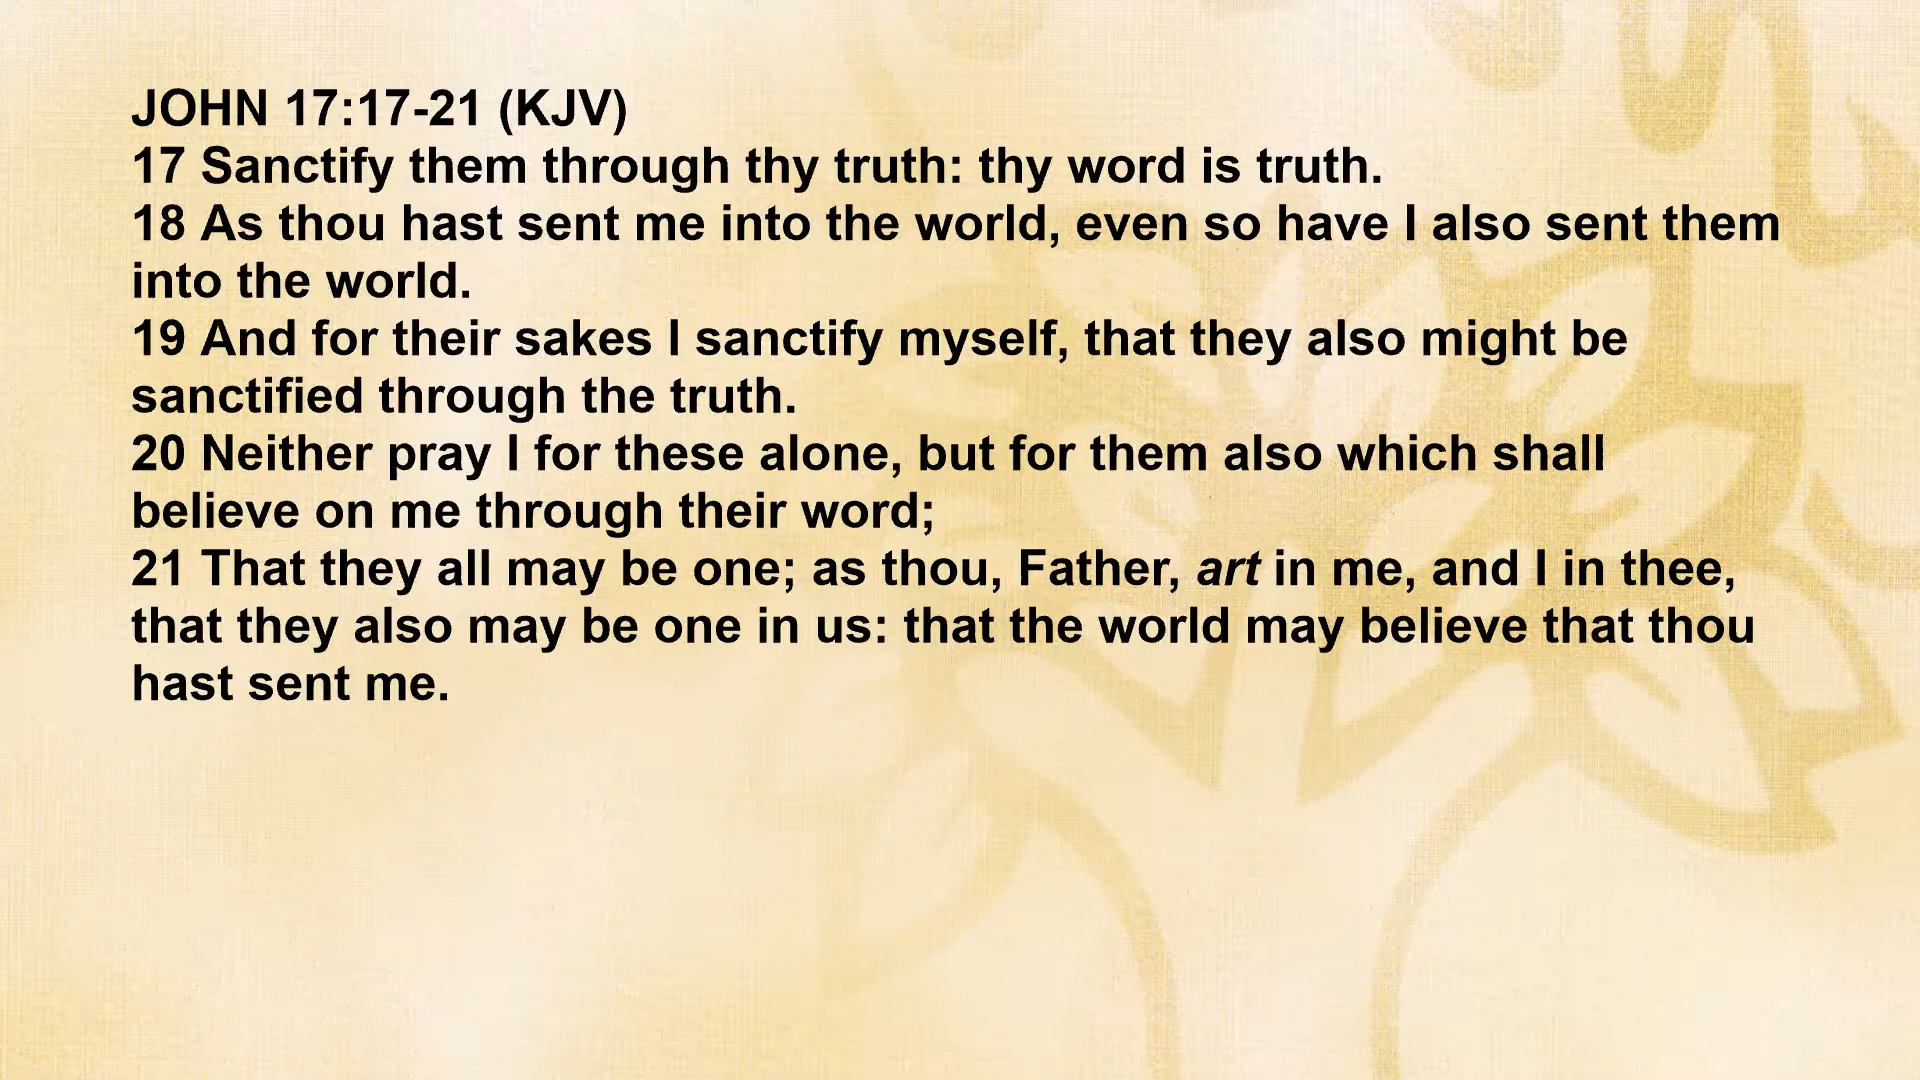 JOHN 17:17-21 (KJV)
17 Sanctify them through thy truth: thy word is truth.
18 As thou hast sent me into the world, even so have I also sent them
into the world.
19 And for their sakes I sanctify myself, that they also might be
sanctified through the truth.
20 Neither pray I for these alone, but for them also which shall
believe on me through their word;
21 That they all may be one; as thou, Father, art in me, and I in thee,
that they also may be one in us: that the world may believe that thou
hast sent me.